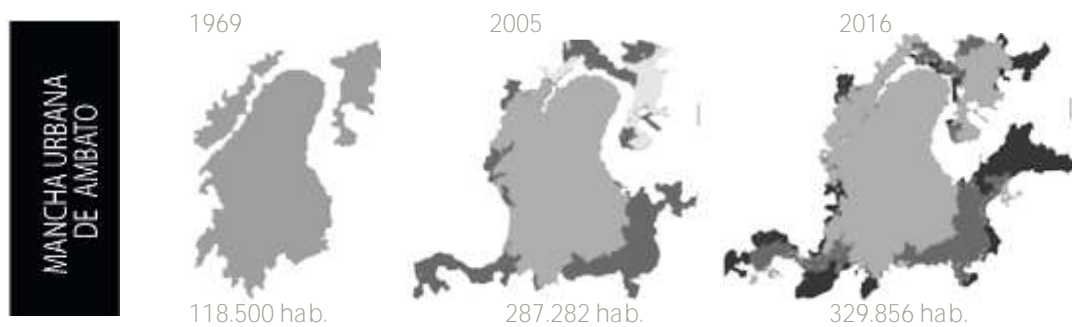 MANCHA URBANA
DE AMBATO
1969
2005
2016
118.500 hab.
287.282 hab.
329.856 hab.